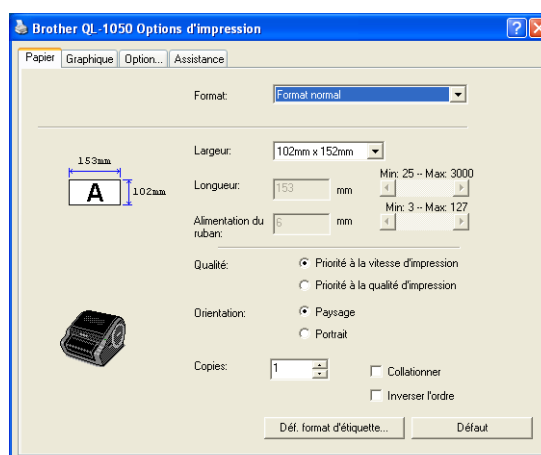 Brother QL-1050 Options d'impression
Papier Graphique Option... Assistance
Format: Format normal
Largeur: 102mm x 152mm
153mm
A
102mm
Longueur: 153 mm Min: 25 -- Max: 3000
Alimentation du ruban: 6 mm Min: 3 -- Max: 127
Qualité: Priorité à la vitesse d'impression
Priorité à la qualité d'impression
Orientation: Paysage
Portrait
Copies: 1 Collationner
Inverser l'ordre
Déf. format d'étiquette... Défaut